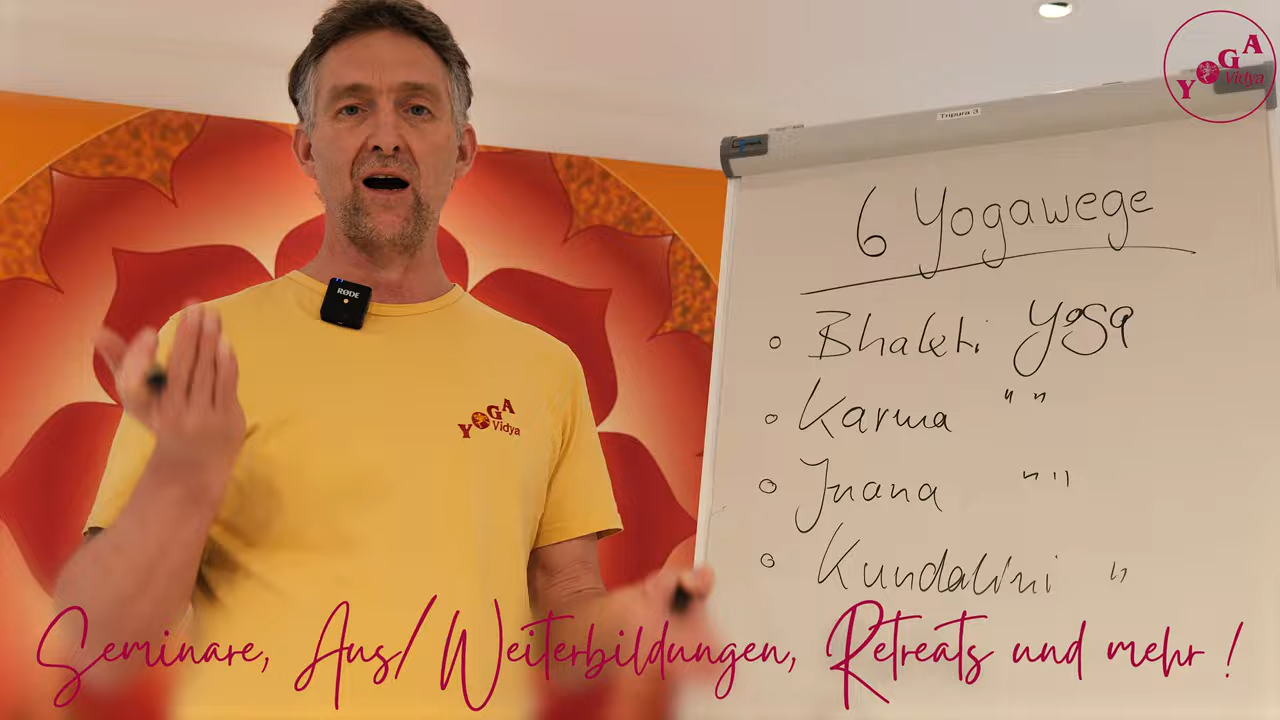 YOGA Vidya
Tripura 3
6 Yogawege
Bhakti Yoga
Karma " "
Jnana " "
Kundalini "
RØDE
YOGA Vidya
Seminare, Aus/Weiterbildungen, Retreats und mehr !